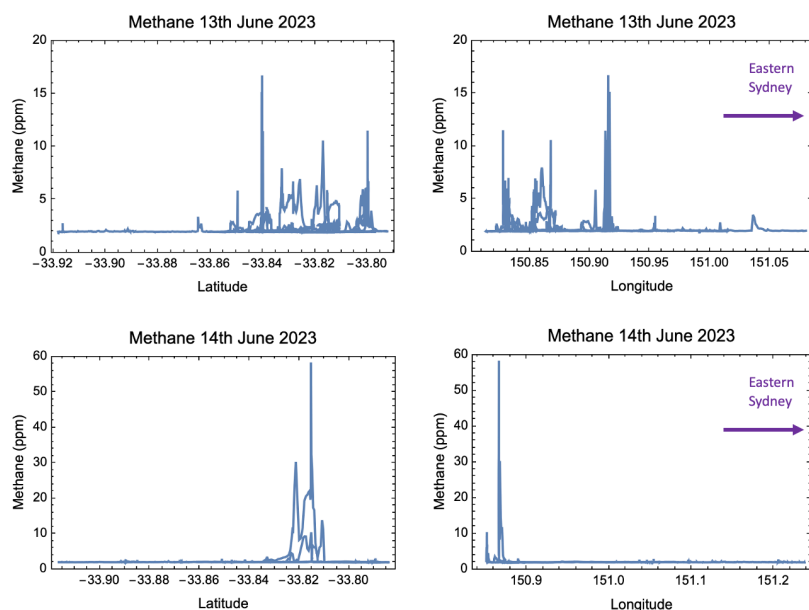 Methane 13th June 2023
Methane (ppm)
20
15
10
5
0
−33.92 −33.90 −33.88 −33.86 −33.84 −33.82 −33.80
Latitude
Methane 13th June 2023
Methane (ppm)
20
15
10
5
0
Eastern
Sydney
150.85 150.90 150.95 151.00 151.05
Longitude
Methane 14th June 2023
Methane (ppm)
60
50
40
30
20
10
0
−33.90 −33.88 −33.86 −33.84 −33.82 −33.80
Latitude
Methane 14th June 2023
Methane (ppm)
60
50
40
30
20
10
0
Eastern
Sydney
150.9 151.0 151.1 151.2
Longitude